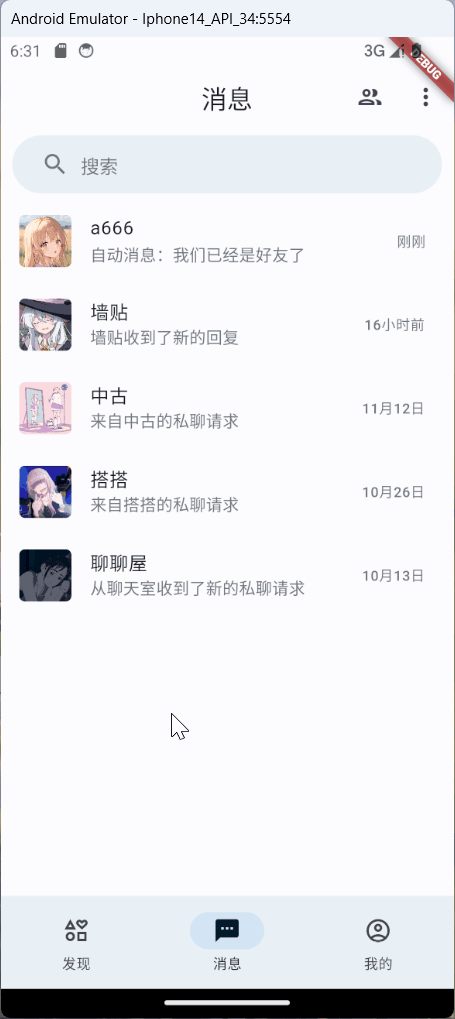 Android Emulator - Iphone14_API_34:5554
6:31
3G
DEBUG
消息
搜索
a666
自动消息：我们已经是好友了
刚刚
墙贴
墙贴收到了新的回复
16小时前
中古
来自中古的私聊请求
11月12日
搭搭
来自搭搭的私聊请求
10月26日
聊聊屋
从聊天室收到了新的私聊请求
10月13日
发现
消息
我的